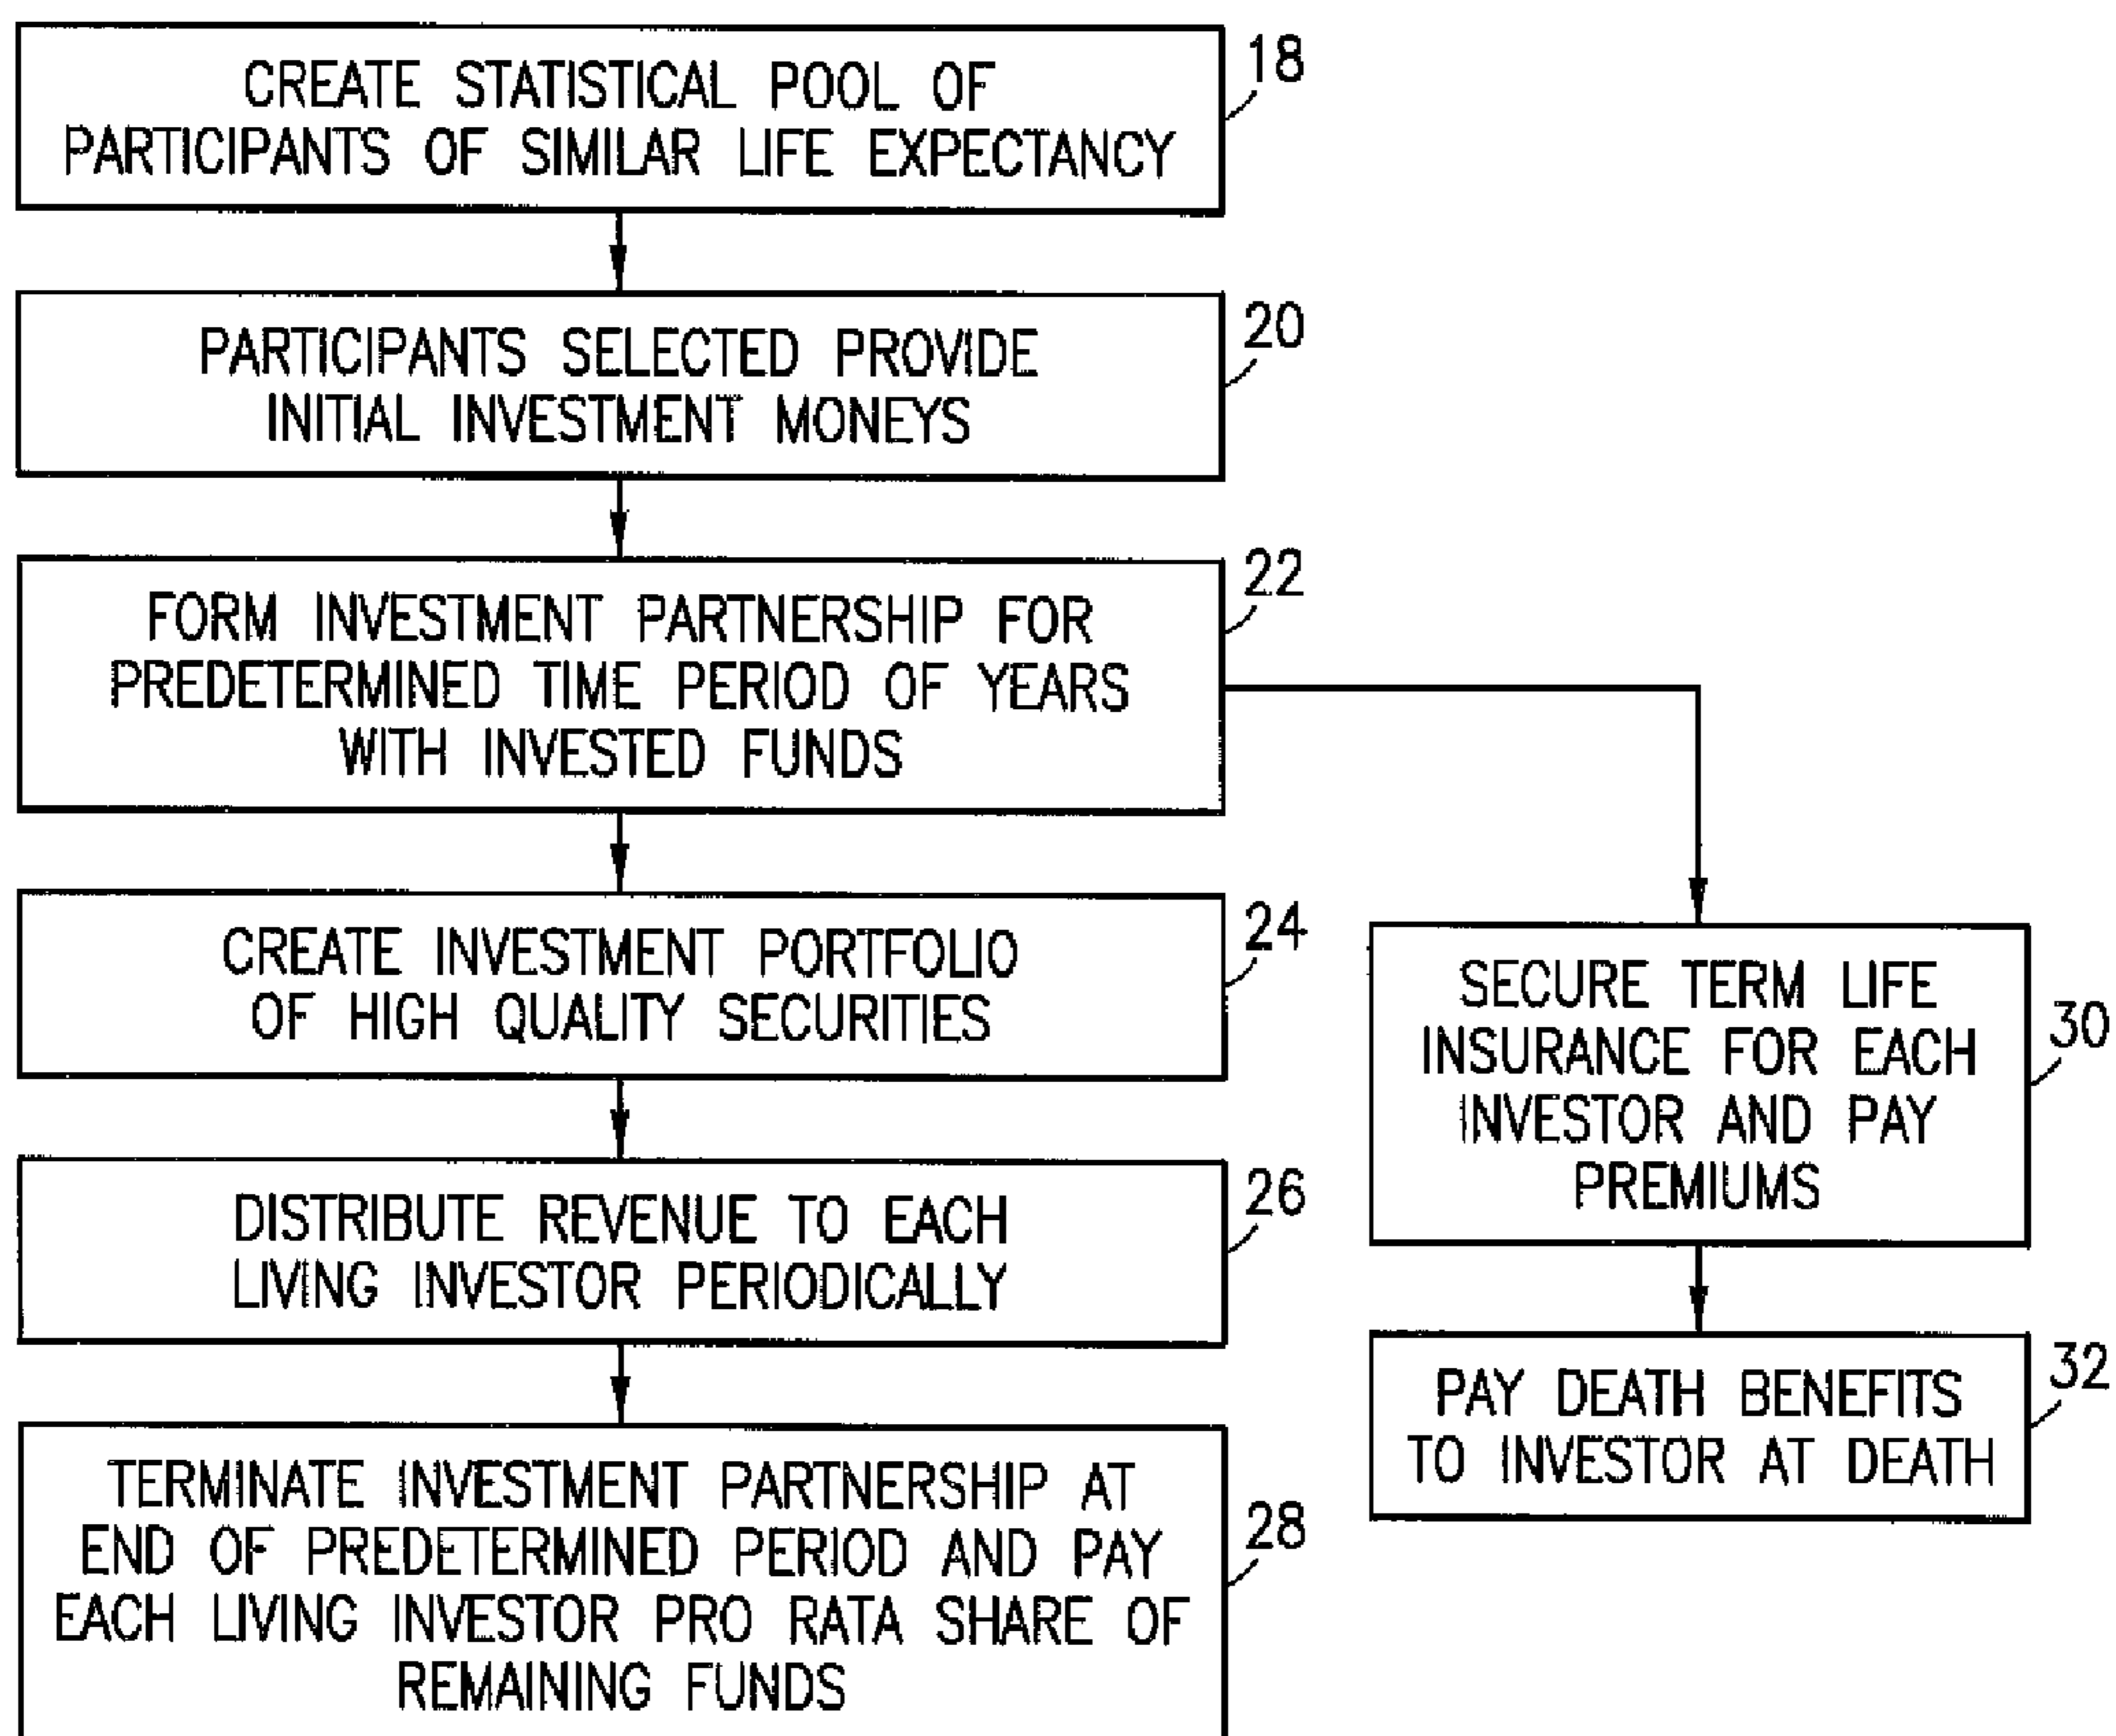 CREATE STATISTICAL POOL OF
PARTICIPANTS OF SIMILAR LIFE EXPECTANCY
18
PARTICIPANTS SELECTED PROVIDE
INITIAL INVESTMENT MONEYS
20
FORM INVESTMENT PARTNERSHIP FOR
PREDETERMINED TIME PERIOD OF YEARS
WITH INVESTED FUNDS
22
CREATE INVESTMENT PORTFOLIO
OF HIGH QUALITY SECURITIES
24
DISTRIBUTE REVENUE TO EACH
LIVING INVESTOR PERIODICALLY
26
TERMINATE INVESTMENT PARTNERSHIP AT
END OF PREDETERMINED PERIOD AND PAY
EACH LIVING INVESTOR PRO RATA SHARE OF
REMAINING FUNDS
28
SECURE TERM LIFE
INSURANCE FOR EACH
INVESTOR AND PAY
PREMIUMS
30
PAY DEATH BENEFITS
TO INVESTOR AT DEATH
32